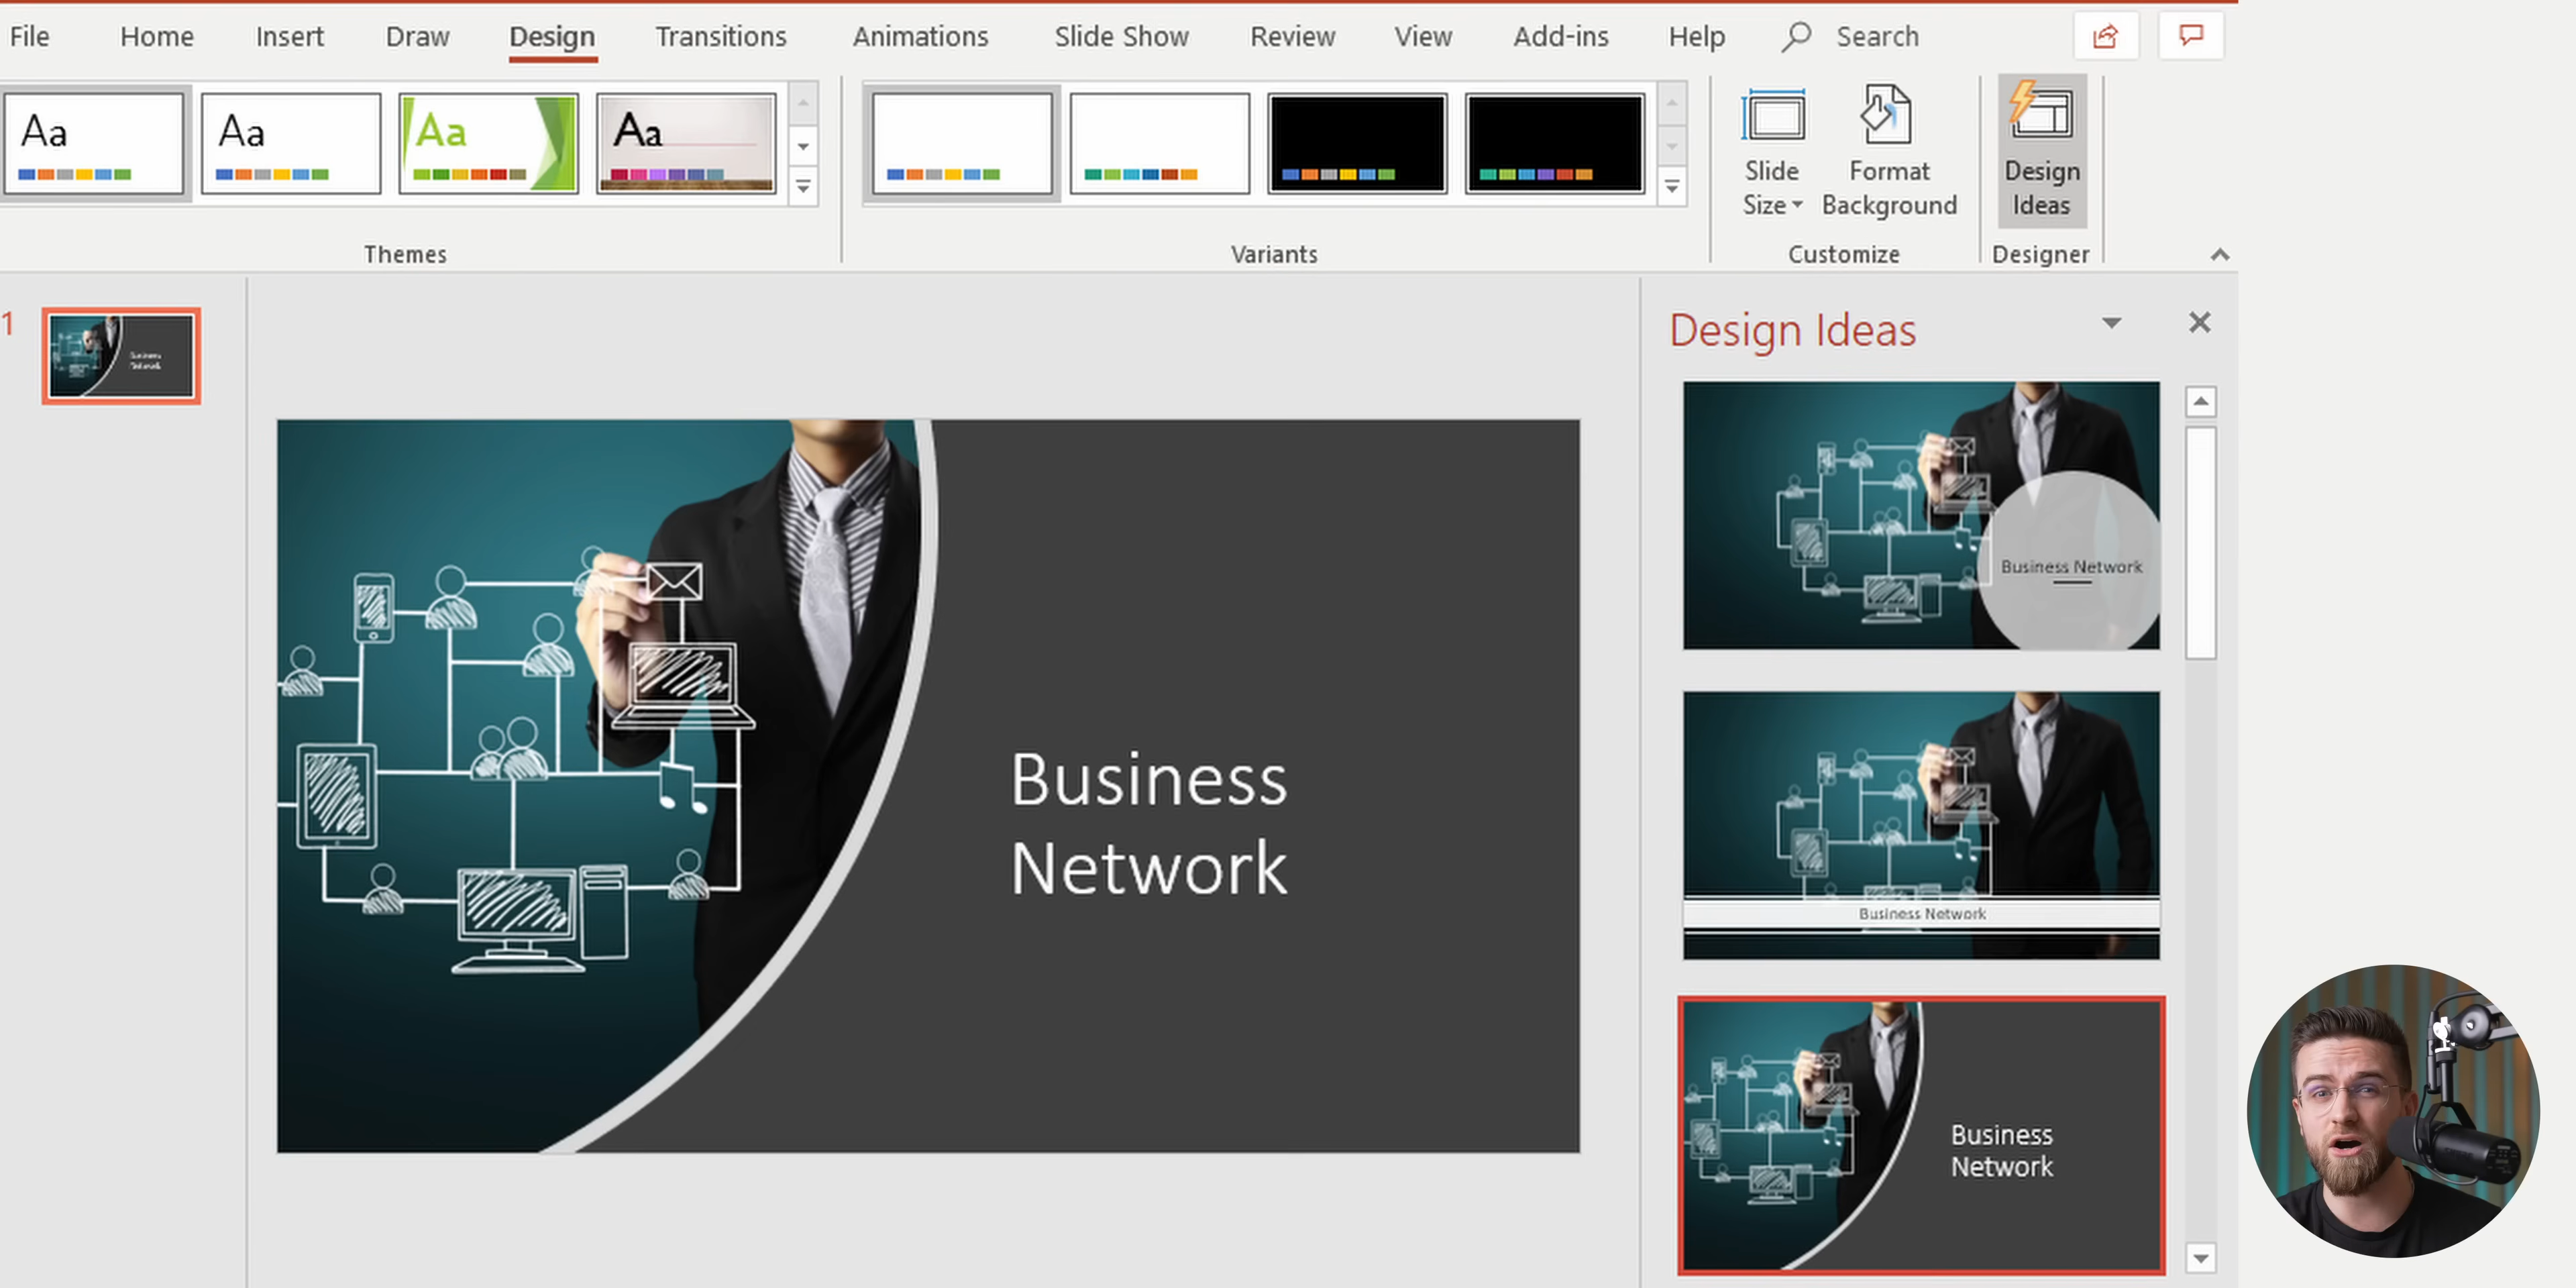 File Home Insert Draw Design Transitions Animations Slide Show Review View Add-ins Help Search
Aa Aa Aa Aa
Slide Size
Format Background
Design Ideas
Themes Variants Customize Designer
1
Business
Network
Design Ideas
Business
Network
Business Network
Business Network
Business
Network